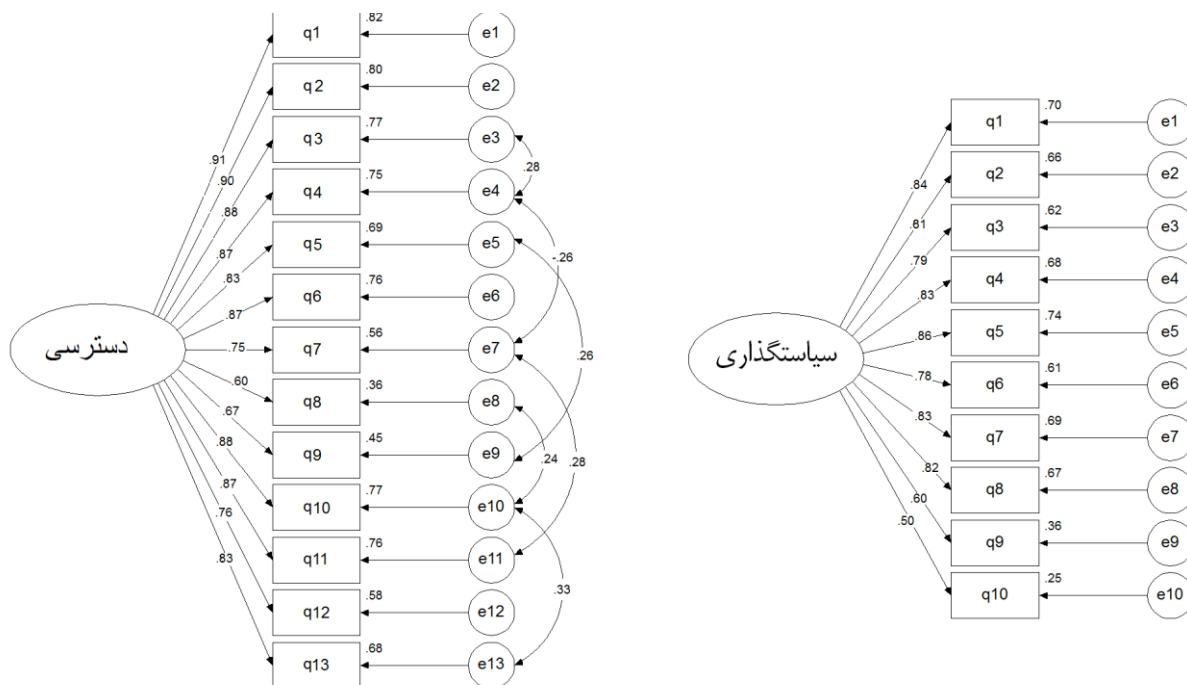 .82
q1
e1
.80
q2
e2
.77
q3
e3
.28
.75
q4
e4
.69
q5
e5
-.26
.76
q6
e6
.56
q7
e7
.26
.36
q8
e8
.45
q9
e9
.24
.28
.77
q10
e10
.76
q11
e11
.33
.58
q12
e12
.68
q13
e13
.91
.90
.88
.87
.83
.87
.75
.60
.67
.88
.87
.76
.83
دسترسی
.70
q1
e1
.66
q2
e2
.62
q3
e3
.68
q4
e4
.74
q5
e5
.61
q6
e6
.69
q7
e7
.67
q8
e8
.36
q9
e9
.25
q10
e10
.84
.81
.79
.83
.86
.78
.83
.82
.60
.50
سیاستگذاری